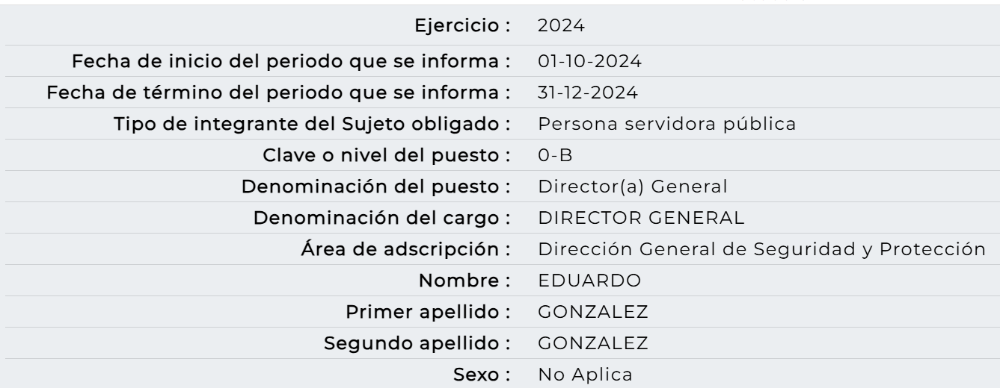 Ejercicio : 2024
Fecha de inicio del periodo que se informa : 01-10-2024
Fecha de término del periodo que se informa : 31-12-2024
Tipo de integrante del Sujeto obligado : Persona servidora pública
Clave o nivel del puesto : 0-B
Denominación del puesto : Director(a) General
Denominación del cargo : DIRECTOR GENERAL
Área de adscripción : Dirección General de Seguridad y Protección
Nombre : EDUARDO
Primer apellido : GONZALEZ
Segundo apellido : GONZALEZ
Sexo : No Aplica